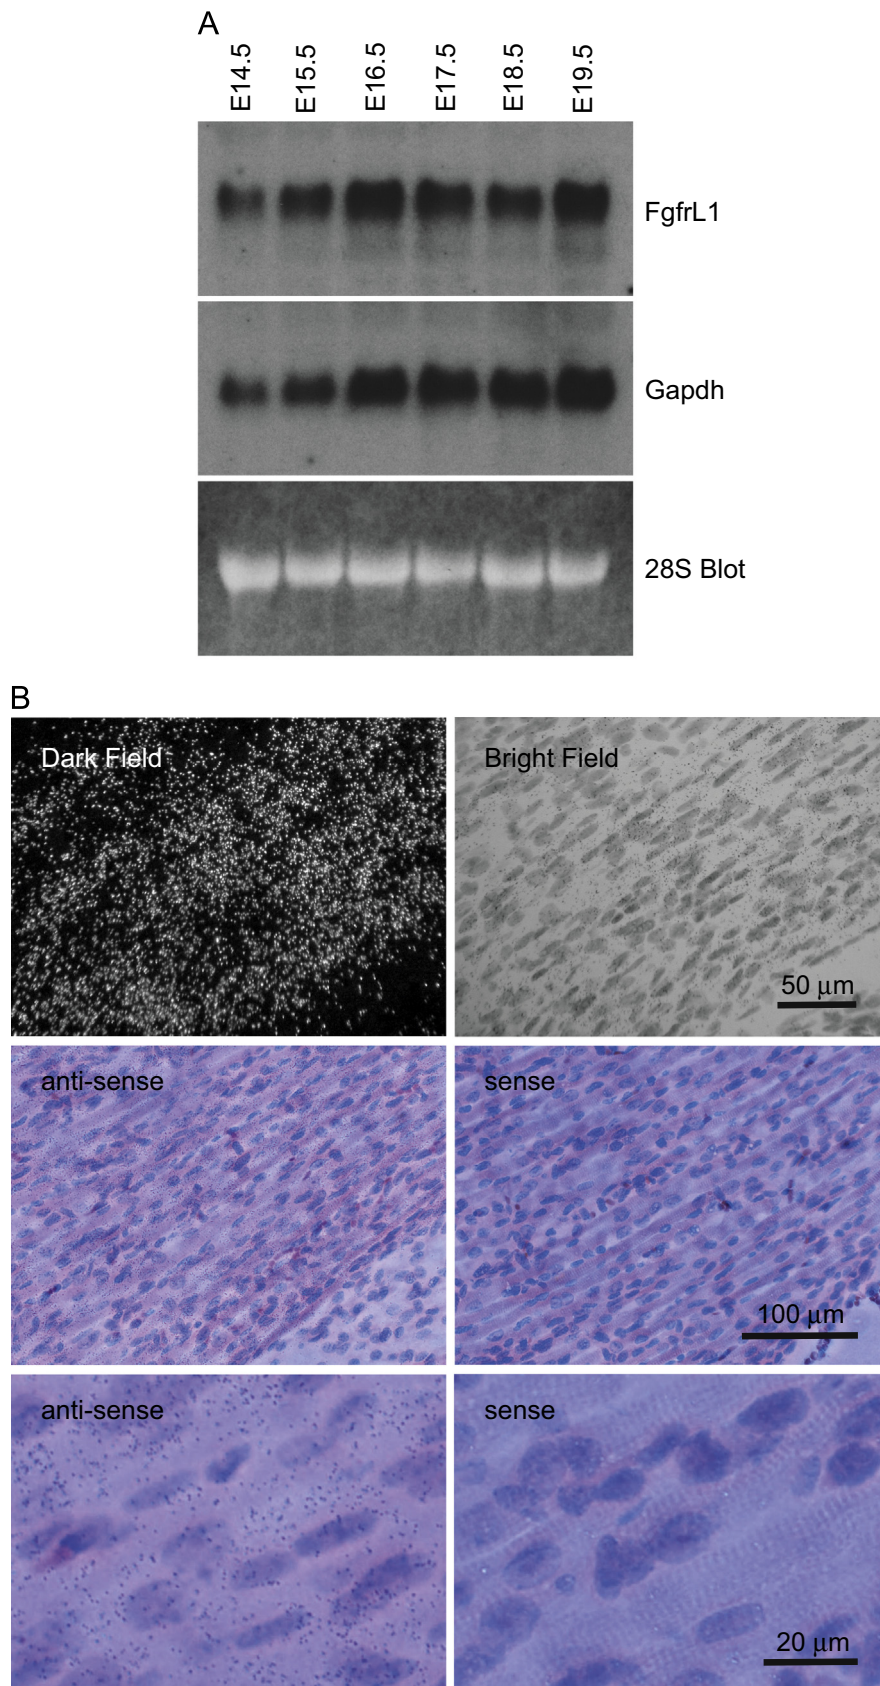 A
E14.5 E15.5 E16.5 E17.5 E18.5 E19.5
FgfrL1
Gapdh
28S Blot
B
Dark Field
Bright Field
50 µm
anti-sense
sense
100 µm
anti-sense
sense
20 µm